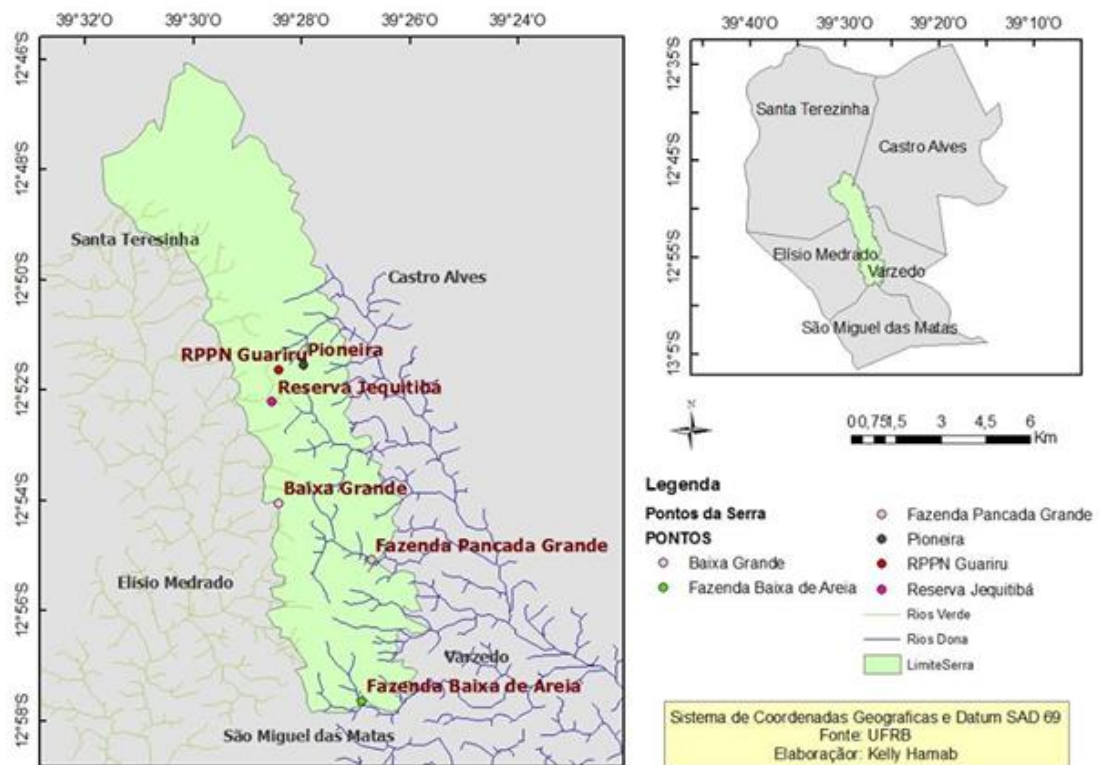 39°32'O 39°30'O 39°28'O 39°26'O 39°24'O
12°46'S
12°48'S
12°50'S
12°52'S
12°54'S
12°56'S
12°58'S
Santa Teresinha
Castro Alves
RPPN Guariru
Pioneira
Reserva Jequitibá
Baixa Grande
Fazenda Pancada Grande
Elísio Medrado
Varzedo
Fazenda Baixa de Areia
São Miguel das Matas
39°40'O 39°30'O 39°20'O 39°10'O
12°35'S
12°45'S
12°55'S
13°5'S
Santa Terezinha
Castro Alves
Elísio Medrado
Varzedo
São Miguel das Matas
0 0,75 1,5 3 4,5 6
Km
Legenda
Pontos da Serra
PONTOS
Baixa Grande
Fazenda Baixa de Areia
Fazenda Pancada Grande
Pioneira
RPPN Guariru
Reserva Jequitibá
Rios Verde
Rios Dona
LimiteSerra
Sistema de Coordenadas Geograficas e Datum SAD 69
Fonte: UFRB
Elaboraçãor: Kelly Hamab